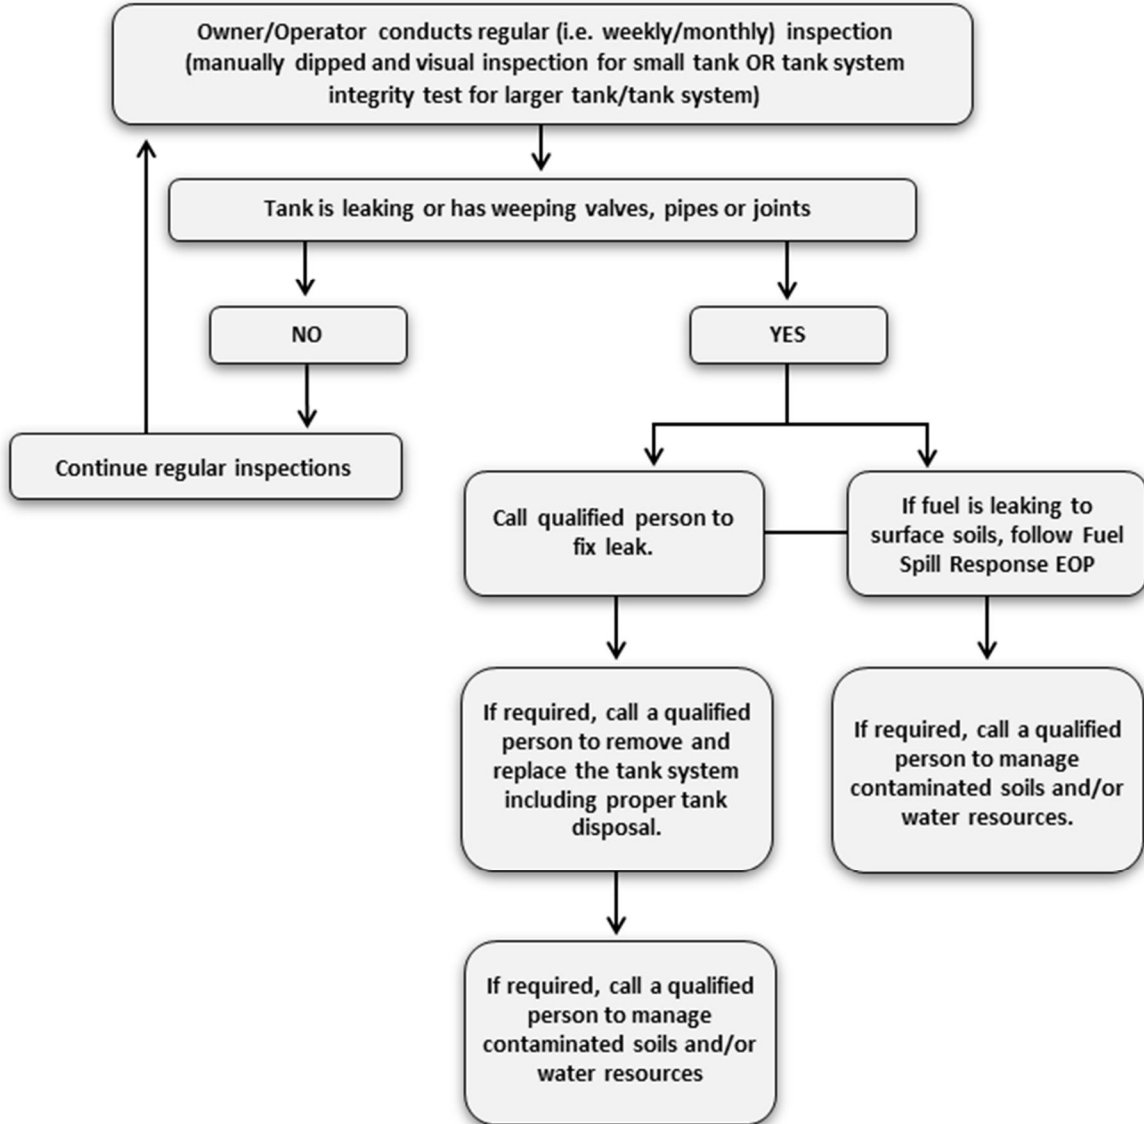 Owner/Operator conducts regular (i.e. weekly/monthly) inspection
(manually dipped and visual inspection for small tank OR tank system
integrity test for larger tank/tank system)
Tank is leaking or has weeping valves, pipes or joints
NO
YES
Continue regular inspections
Call qualified person to
fix leak.
If fuel is leaking to
surface soils, follow Fuel
Spill Response EOP
If required, call a qualified
person to remove and
replace the tank system
including proper tank
disposal.
If required, call a qualified
person to manage
contaminated soils and/or
water resources.
If required, call a qualified
person to manage
contaminated soils and/or
water resources